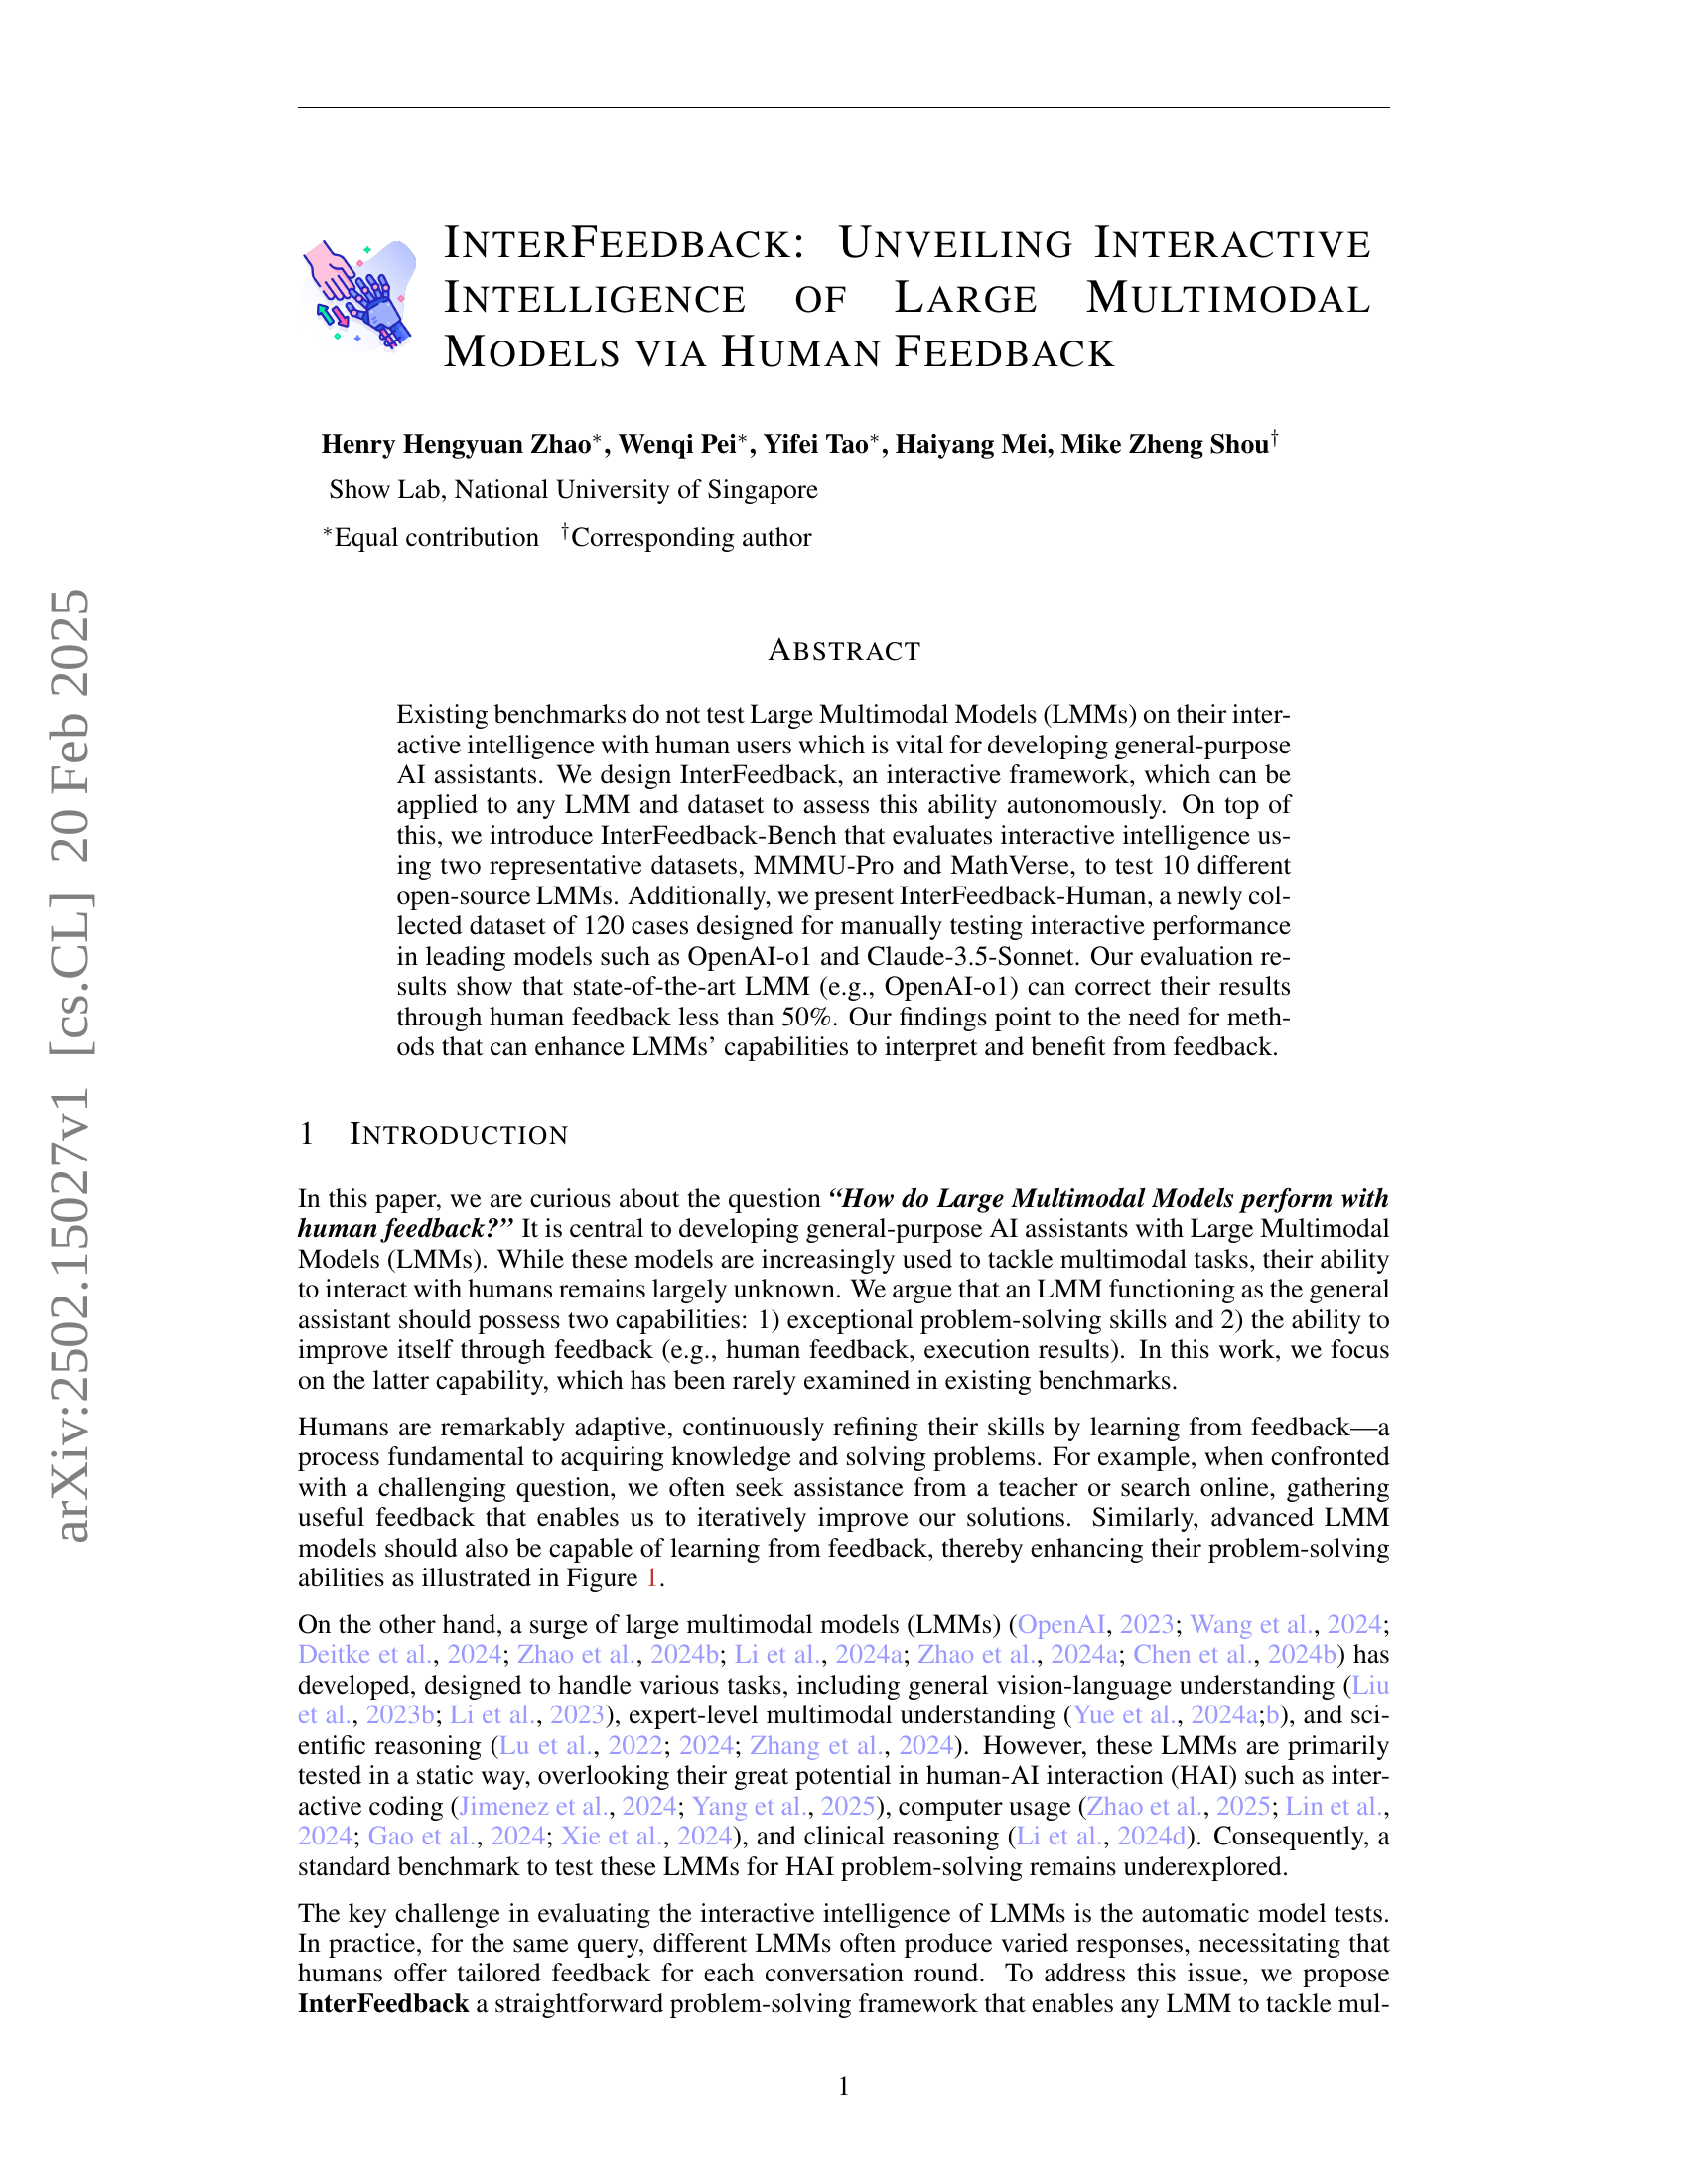 INTERFEEDBACK: UNVEILING INTERACTIVE
INTELLIGENCE OF LARGE MULTIMODAL
MODELS VIA HUMAN FEEDBACK
Henry Hengyuan Zhao*, Wenqi Pei*, Yifei Tao*, Haiyang Mei, Mike Zheng Shou†
Show Lab, National University of Singapore
*Equal contribution †Corresponding author
ABSTRACT
Existing benchmarks do not test Large Multimodal Models (LMMs) on their inter-
active intelligence with human users which is vital for developing general-purpose
AI assistants. We design InterFeedback, an interactive framework, which can be
applied to any LMM and dataset to assess this ability autonomously. On top of
this, we introduce InterFeedback-Bench that evaluates interactive intelligence us-
ing two representative datasets, MMMU-Pro and MathVerse, to test 10 different
open-source LMMs. Additionally, we present InterFeedback-Human, a newly col-
lected dataset of 120 cases designed for manually testing interactive performance
in leading models such as OpenAI-o1 and Claude-3.5-Sonnet. Our evaluation re-
sults show that state-of-the-art LMM (e.g., OpenAI-o1) can correct their results
through human feedback less than 50%. Our findings point to the need for meth-
ods that can enhance LMMs' capabilities to interpret and benefit from feedback.
1 INTRODUCTION
In this paper, we are curious about the question “How do Large Multimodal Models perform with
human feedback?” It is central to developing general-purpose AI assistants with Large Multimodal
Models (LMMs). While these models are increasingly used to tackle multimodal tasks, their ability
to interact with humans remains largely unknown. We argue that an LMM functioning as the general
assistant should possess two capabilities: 1) exceptional problem-solving skills and 2) the ability to
improve itself through feedback (e.g., human feedback, execution results). In this work, we focus
on the latter capability, which has been rarely examined in existing benchmarks.
Humans are remarkably adaptive, continuously refining their skills by learning from feedback—a
process fundamental to acquiring knowledge and solving problems. For example, when confronted
with a challenging question, we often seek assistance from a teacher or search online, gathering
useful feedback that enables us to iteratively improve our solutions. Similarly, advanced LMM
models should also be capable of learning from feedback, thereby enhancing their problem-solving
abilities as illustrated in Figure 1.
On the other hand, a surge of large multimodal models (LMMs) (OpenAI, 2023; Wang et al., 2024;
Deitke et al., 2024; Zhao et al., 2024b; Li et al., 2024a; Zhao et al., 2024a; Chen et al., 2024b) has
developed, designed to handle various tasks, including general vision-language understanding (Liu
et al., 2023b; Li et al., 2023), expert-level multimodal understanding (Yue et al., 2024a;b), and sci-
entific reasoning (Lu et al., 2022; 2024; Zhang et al., 2024). However, these LMMs are primarily
tested in a static way, overlooking their great potential in human-AI interaction (HAI) such as inter-
active coding (Jimenez et al., 2024; Yang et al., 2025), computer usage (Zhao et al., 2025; Lin et al.,
2024; Gao et al., 2024; Xie et al., 2024), and clinical reasoning (Li et al., 2024d). Consequently, a
standard benchmark to test these LMMs for HAI problem-solving remains underexplored.
The key challenge in evaluating the interactive intelligence of LMMs is the automatic model tests.
In practice, for the same query, different LMMs often produce varied responses, necessitating that
humans offer tailored feedback for each conversation round. To address this issue, we propose
InterFeedback a straightforward problem-solving framework that enables any LMM to tackle mul-
1
arXiv:2502.15027v1 [cs.CL] 20 Feb 2025